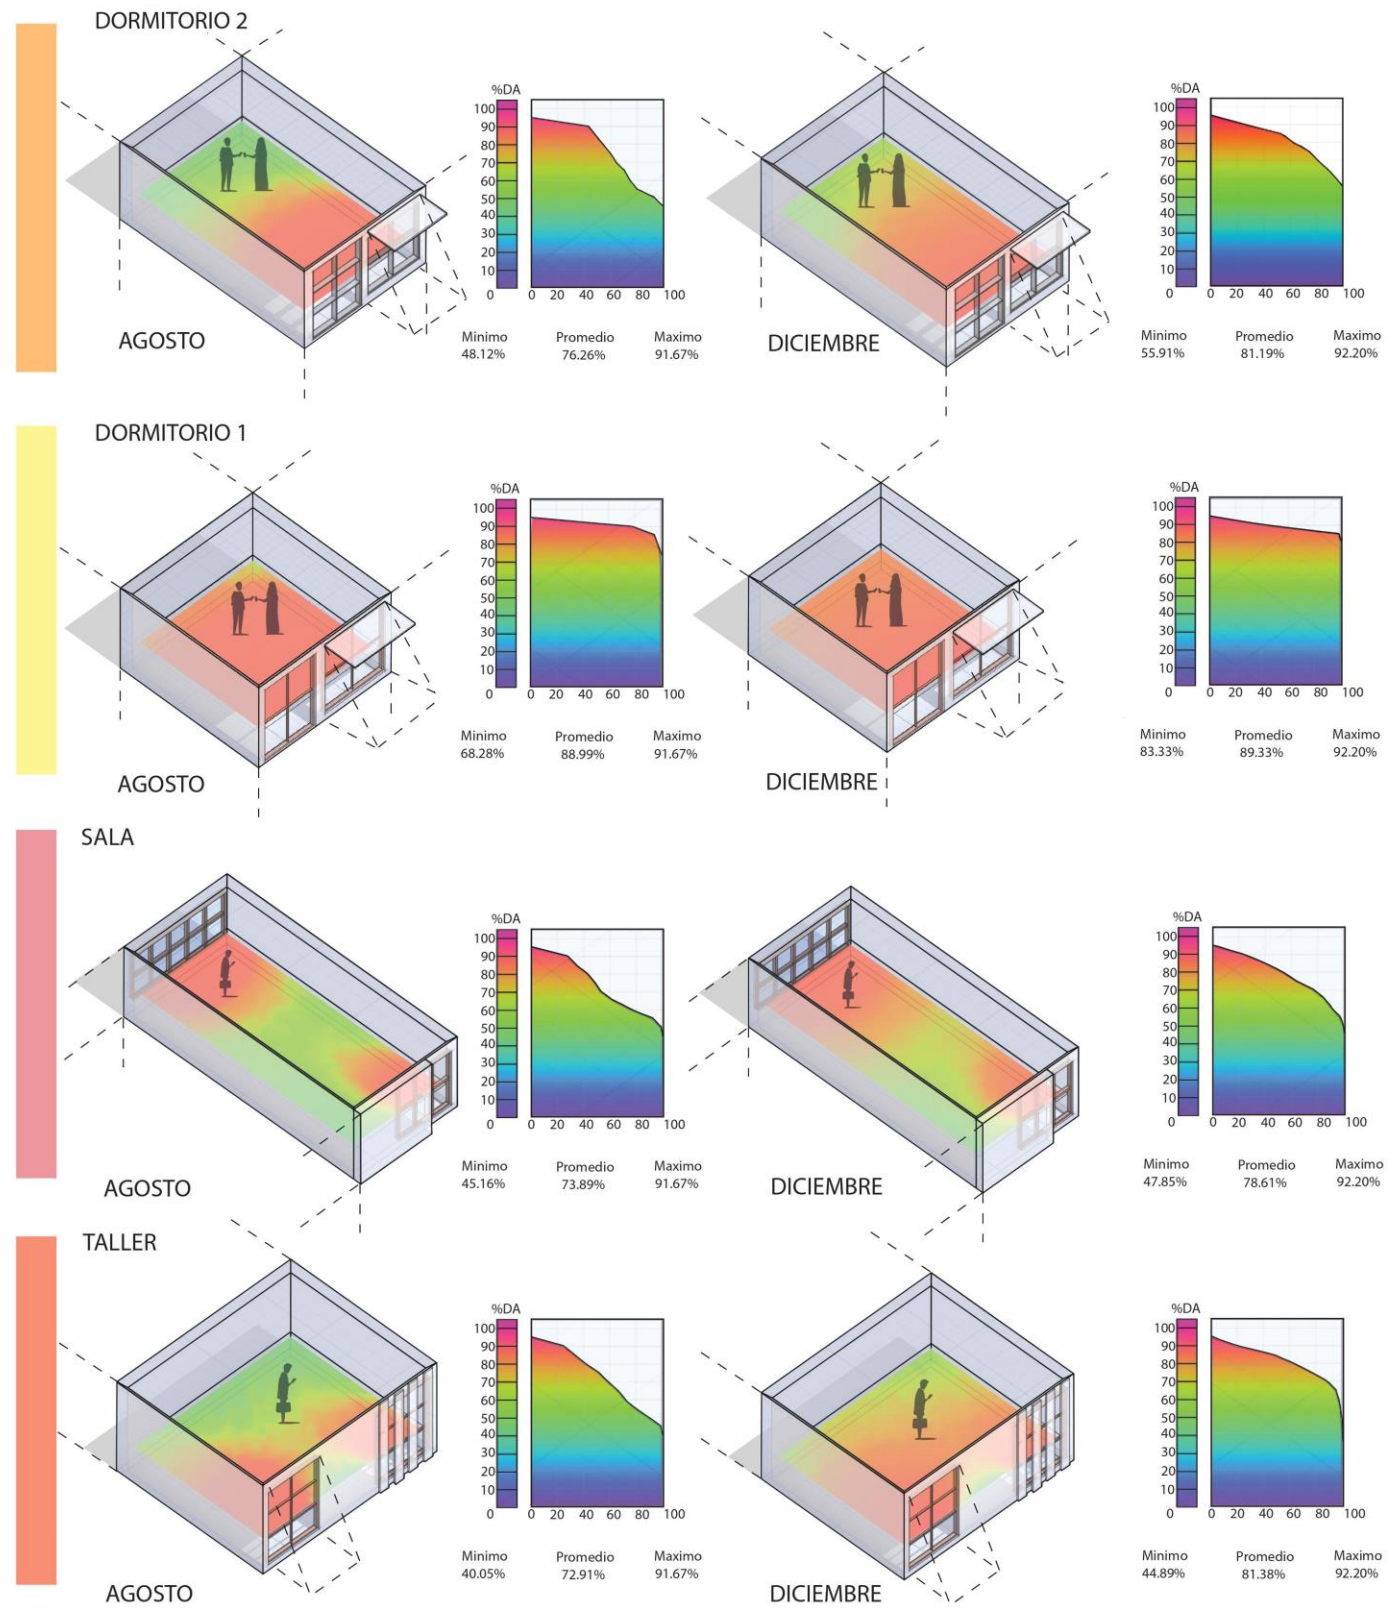 DORMITORIO 2
%DA
100
90
80
70
60
50
40
30
20
10
0
0 20 40 60 80 100
Minimo Promedio Maximo
48.12% 76.26% 91.67%
AGOSTO
%DA
100
90
80
70
60
50
40
30
20
10
0
0 20 40 60 80 100
Minimo Promedio Maximo
55.91% 81.19% 92.20%
DICIEMBRE
DORMITORIO 1
%DA
100
90
80
70
60
50
40
30
20
10
0
0 20 40 60 80 100
Minimo Promedio Maximo
68.28% 88.99% 91.67%
AGOSTO
%DA
100
90
80
70
60
50
40
30
20
10
0
0 20 40 60 80 100
Minimo Promedio Maximo
83.33% 89.33% 92.20%
DICIEMBRE
SALA
%DA
100
90
80
70
60
50
40
30
20
10
0
0 20 40 60 80 100
Minimo Promedio Maximo
45.16% 73.89% 91.67%
AGOSTO
%DA
100
90
80
70
60
50
40
30
20
10
0
0 20 40 60 80 100
Minimo Promedio Maximo
47.85% 78.61% 92.20%
DICIEMBRE
TALLER
%DA
100
90
80
70
60
50
40
30
20
10
0
0 20 40 60 80 100
Minimo Promedio Maximo
40.05% 72.91% 91.67%
AGOSTO
%DA
100
90
80
70
60
50
40
30
20
10
0
0 20 40 60 80 100
Minimo Promedio Maximo
44.89% 81.38% 92.20%
DICIEMBRE